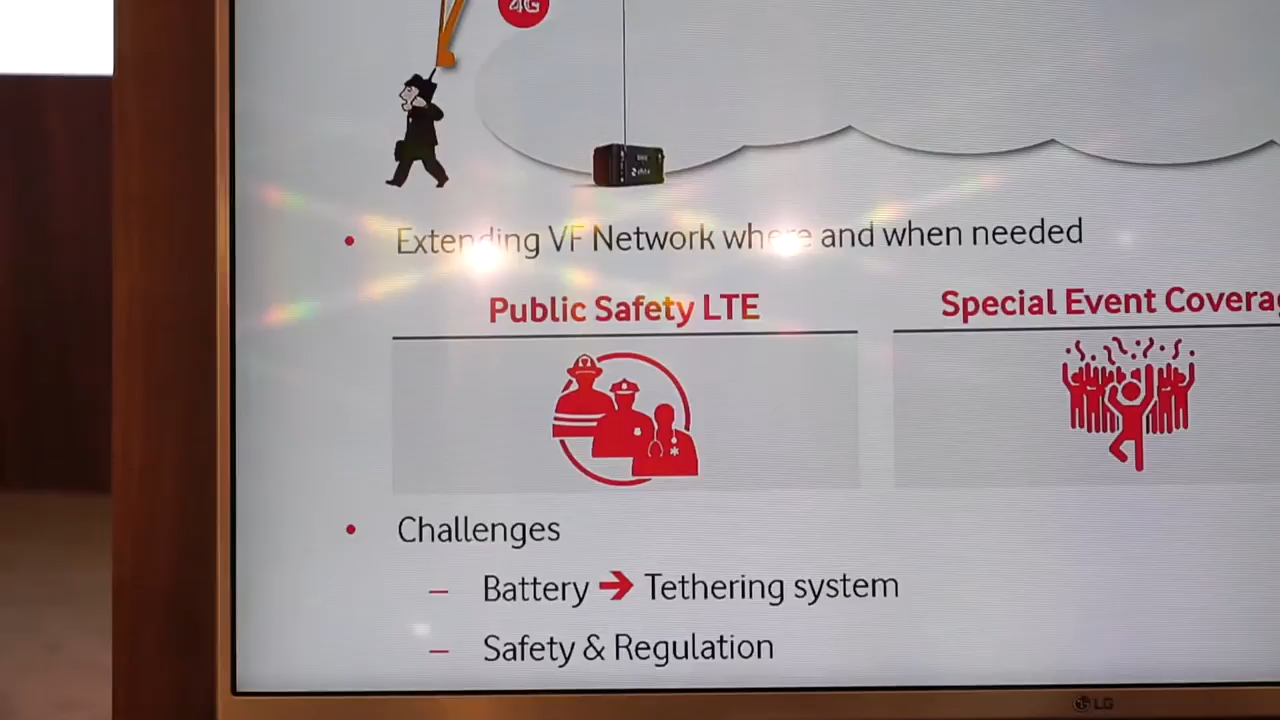 4G
Extending VF Network where and when needed
Public Safety LTE
Special Event Covera
Challenges
Battery → Tethering system
Safety & Regulation
LG